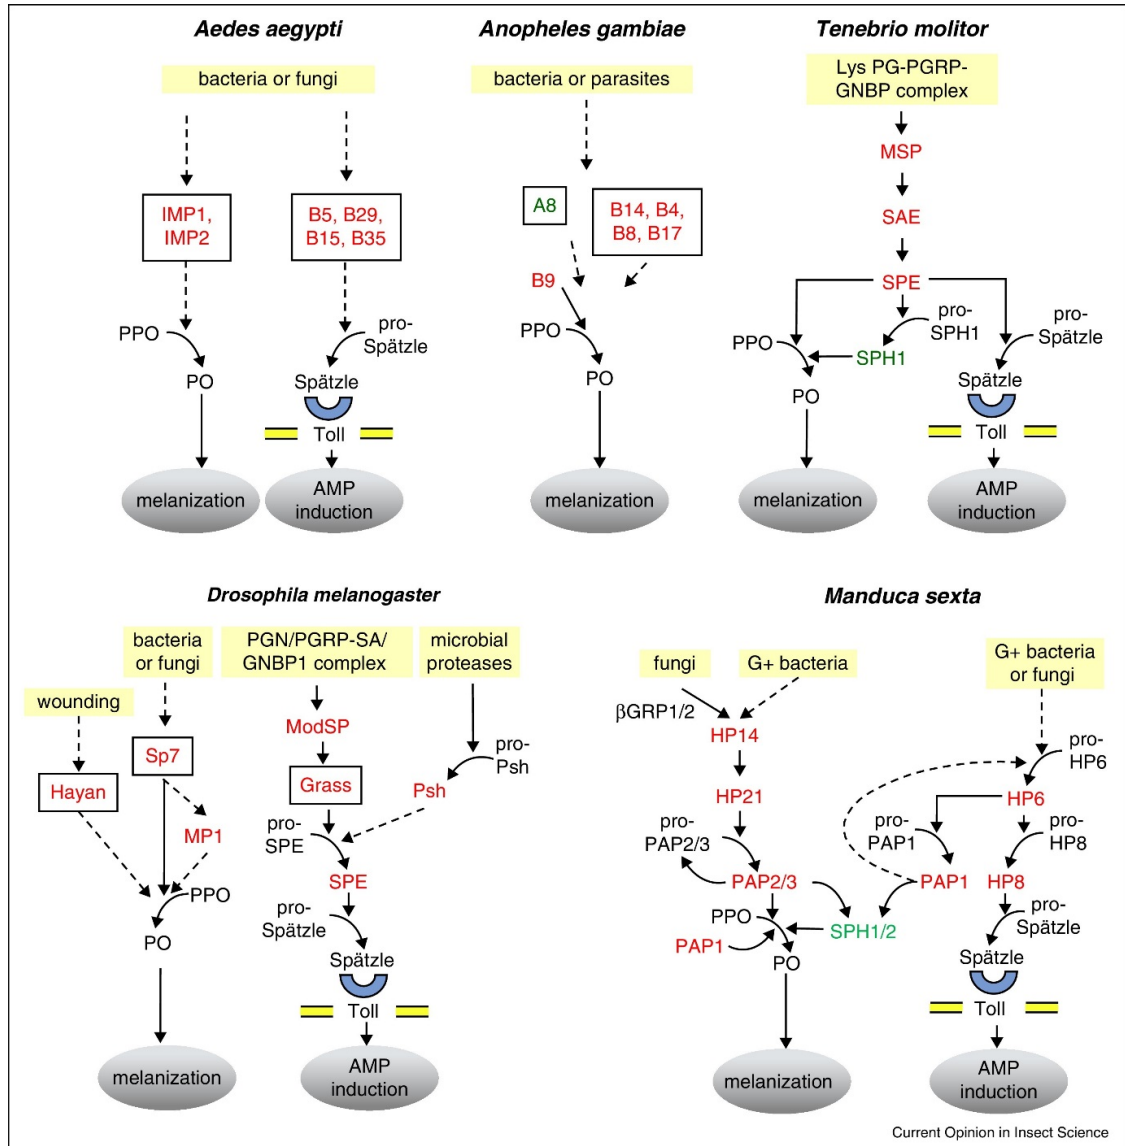 Aedes aegypti
bacteria or fungi
IMP1,
IMP2
B5, B29,
B15, B35
PPO
PO
pro-
Spätzle
Spätzle
Toll
melanization
AMP
induction
Anopheles gambiae
bacteria or parasites
A8
B14, B4,
B8, B17
B9
PPO
PO
melanization
Tenebrio molitor
Lys PG-PGRP-
GNBP complex
MSP
SAE
SPE
PPO
pro-
SPH1
SPH1
pro-
Spätzle
PO
Spätzle
Toll
melanization
AMP
induction
Drosophila melanogaster
wounding
bacteria
or fungi
PGN/PGRP-SA/
GNBP1 complex
microbial
proteases
Hayan
Sp7
MP1
PPO
PO
melanization
ModSP
Grass
pro-
Psh
Psh
pro-
SPE
SPE
pro-
Spätzle
Spätzle
Toll
AMP
induction
Manduca sexta
fungi
G+ bacteria
G+ bacteria
or fungi
βGRP1/2
HP14
HP21
pro-
PAP2/3
PAP2/3
PPO
PAP1
PO
SPH1/2
melanization
pro-
HP6
HP6
pro-
PAP1
PAP1
pro-
HP8
HP8
pro-
Spätzle
Spätzle
Toll
AMP
induction
Current Opinion in Insect Science